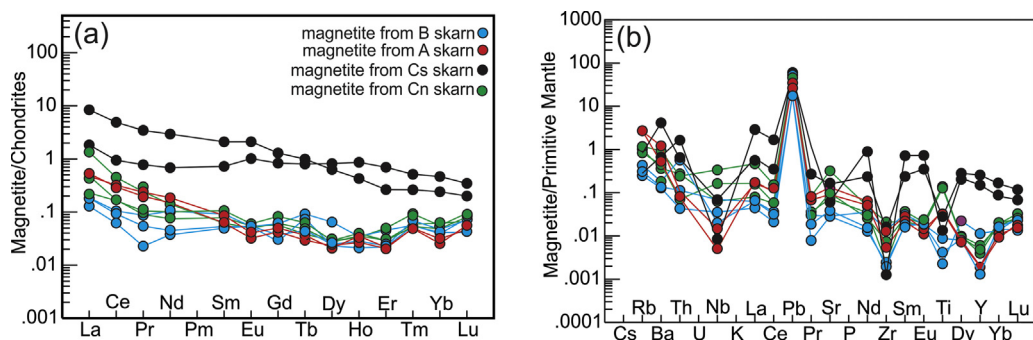 (a)
magnetite from B skarn
magnetite from A skarn
magnetite from Cs skarn
magnetite from Cn skarn
Magnetite/Chondrites
100
10
1
.1
.01
.001
Ce Nd Sm Gd Dy Er Yb
La Pr Pm Eu Tb Ho Tm Lu
(b)
Magnetite/Primitive Mantle
1000
100
10
1
.1
.01
.001
.0001
Rb Th Nb La Pb Sr Nd Sm Ti Y Lu
Cs Ba U K Ce Pr P Zr Eu Dy Yb